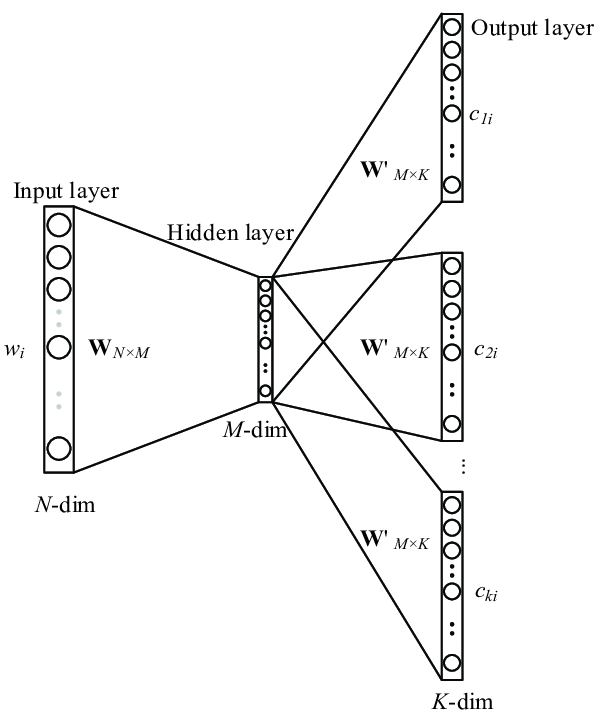 Output layer
c1i
W' M×K
Input layer
Hidden layer
wi
WN×M
W' M×K
c2i
M-dim
N-dim
W' M×K
cki
K-dim